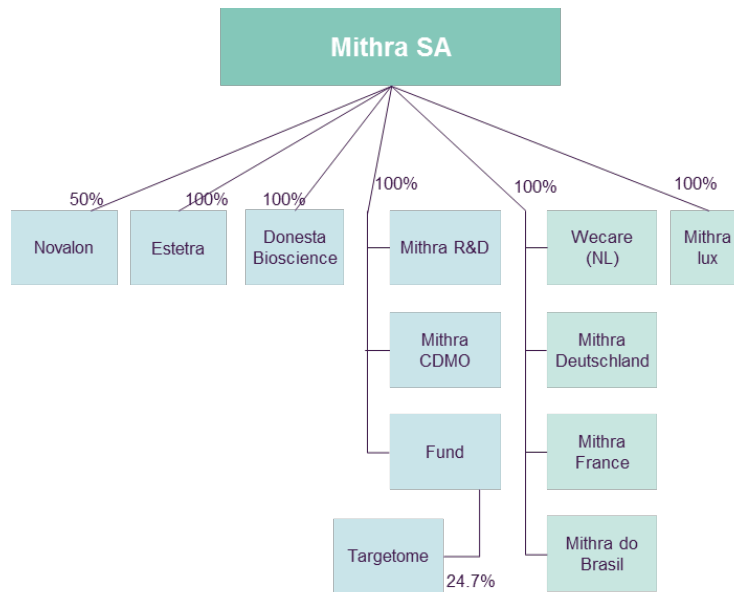 Mithra SA
50%
100%
100%
100%
100%
100%
Novalon
Estetra
Donesta
Bioscience
Mithra R&D
Wecare
(NL)
Mithra
lux
Mithra
CDMO
Mithra
Deutschland
Fund
Mithra
France
Targetome
24.7%
Mithra do
Brasil